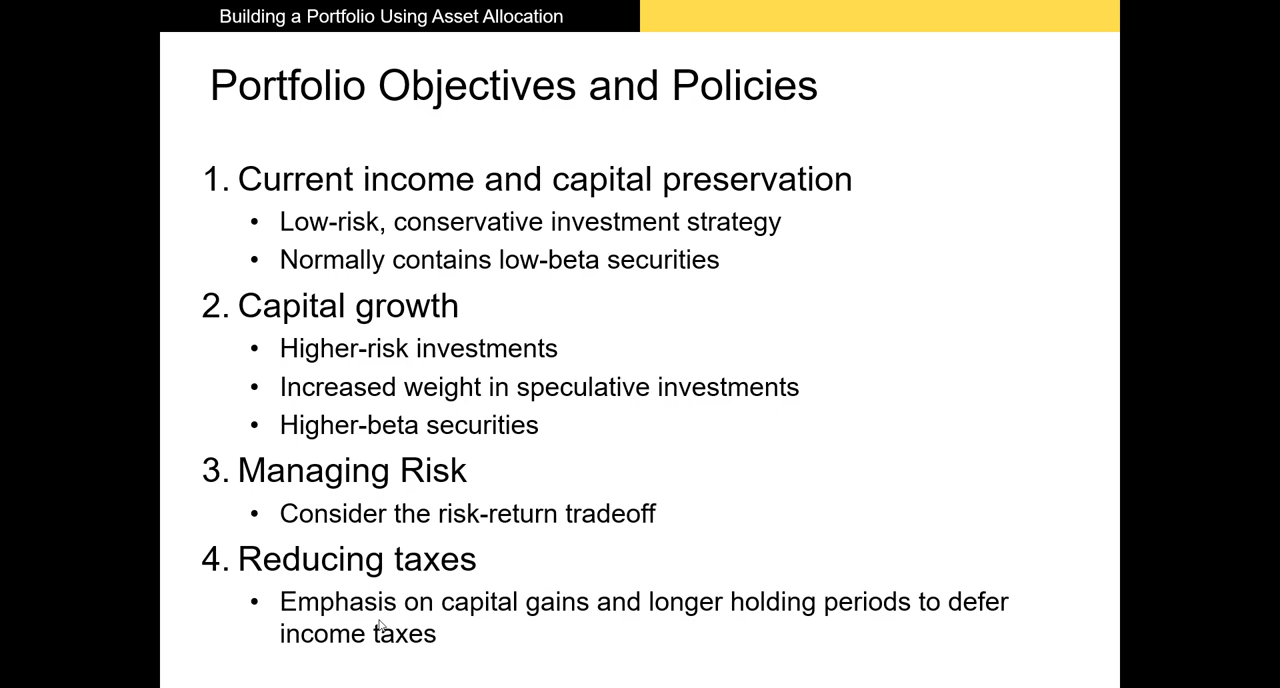 Building a Portfolio Using Asset Allocation
Portfolio Objectives and Policies
1. Current income and capital preservation
• Low-risk, conservative investment strategy
• Normally contains low-beta securities
2. Capital growth
• Higher-risk investments
• Increased weight in speculative investments
• Higher-beta securities
3. Managing Risk
• Consider the risk-return tradeoff
4. Reducing taxes
• Emphasis on capital gains and longer holding periods to defer
income taxes